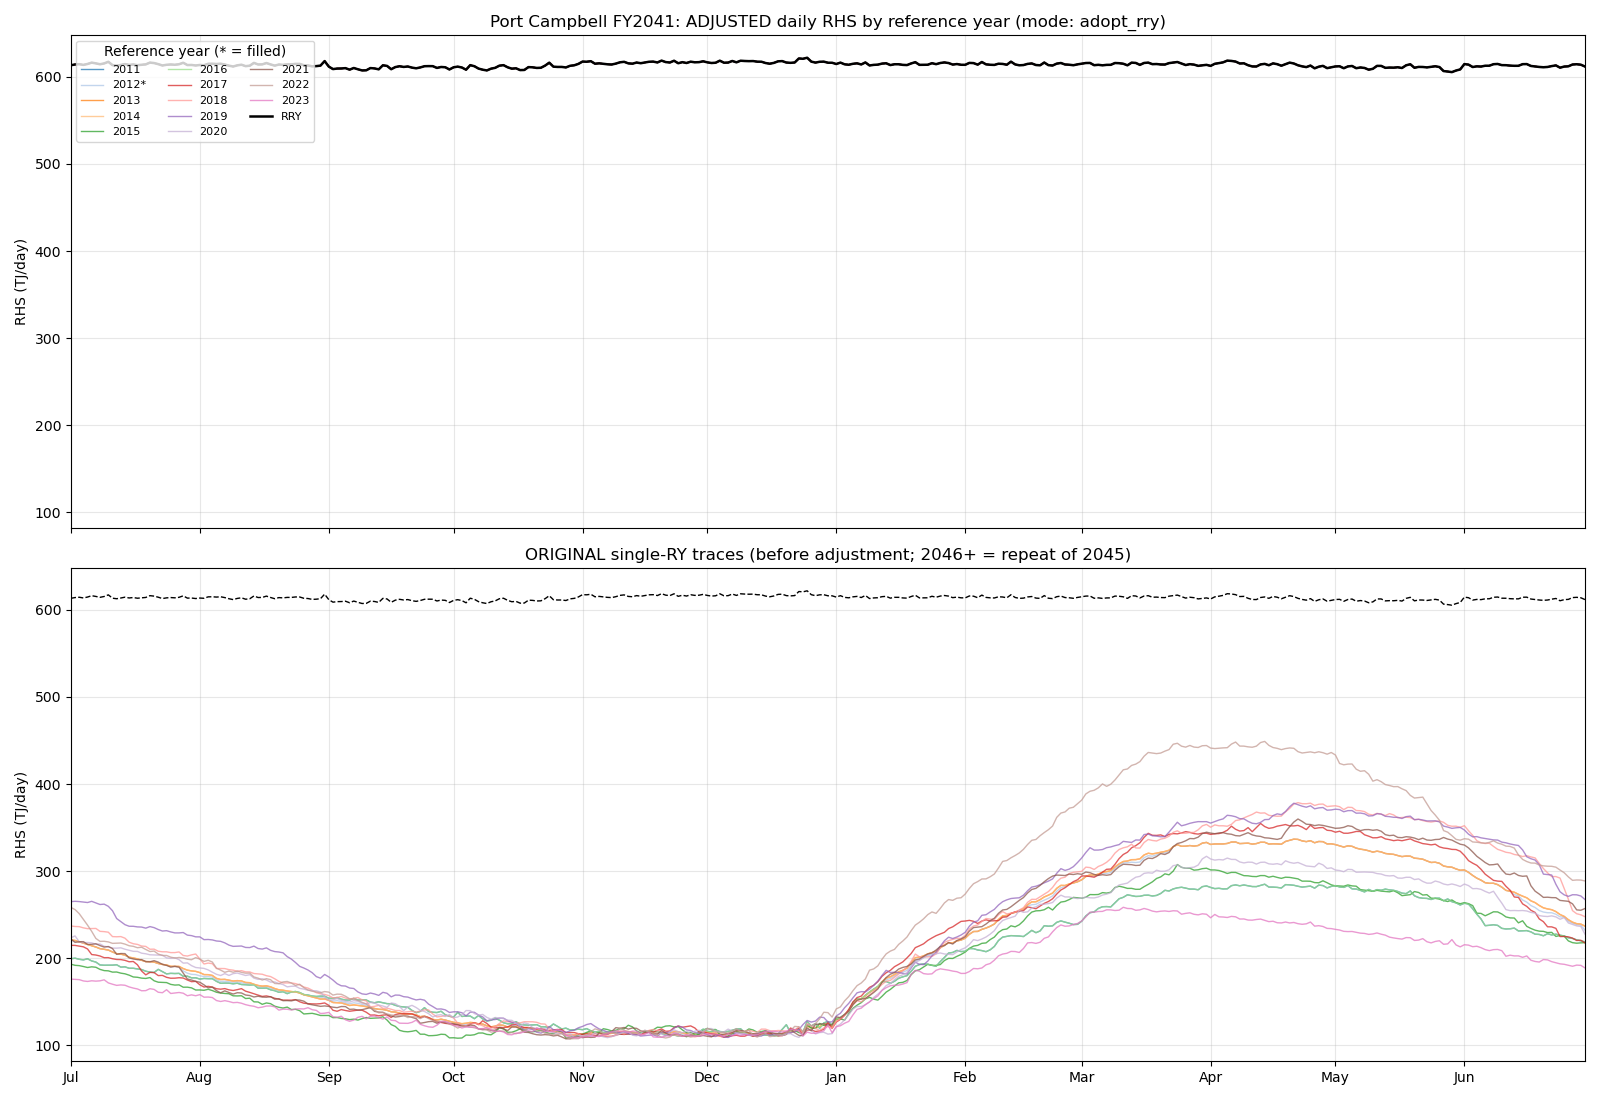 Port Campbell FY2041: ADJUSTED daily RHS by reference year (mode: adopt_rry)
Reference year (* = filled)
2011 2016 2021
2012* 2017 2022
2013 2018 2023
2014 2019 RRY
2015 2020
600
500
400
300
200
100
RHS (TJ/day)
ORIGINAL single-RY traces (before adjustment; 2046+ = repeat of 2045)
600
500
400
300
200
100
RHS (TJ/day)
Jul Aug Sep Oct Nov Dec Jan Feb Mar Apr May Jun